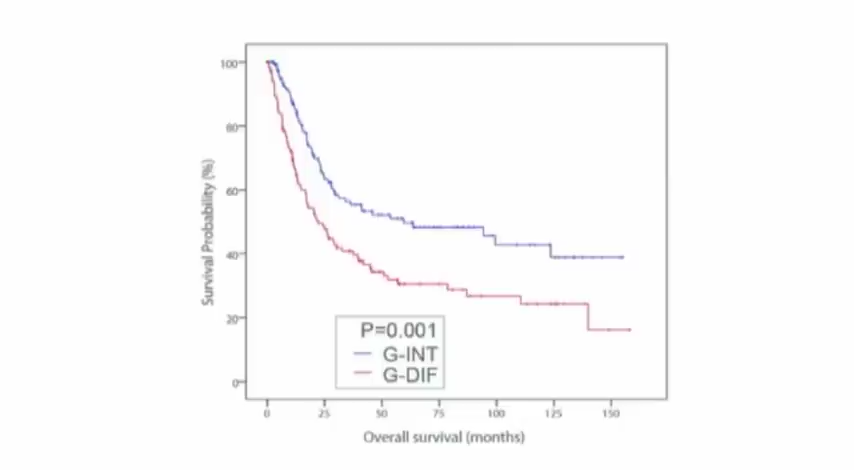 100
80
60
40
20
0
Survival Probability (%)
P=0.001
G-INT
G-DIF
0 25 50 75 100 125 150
Overall survival (months)